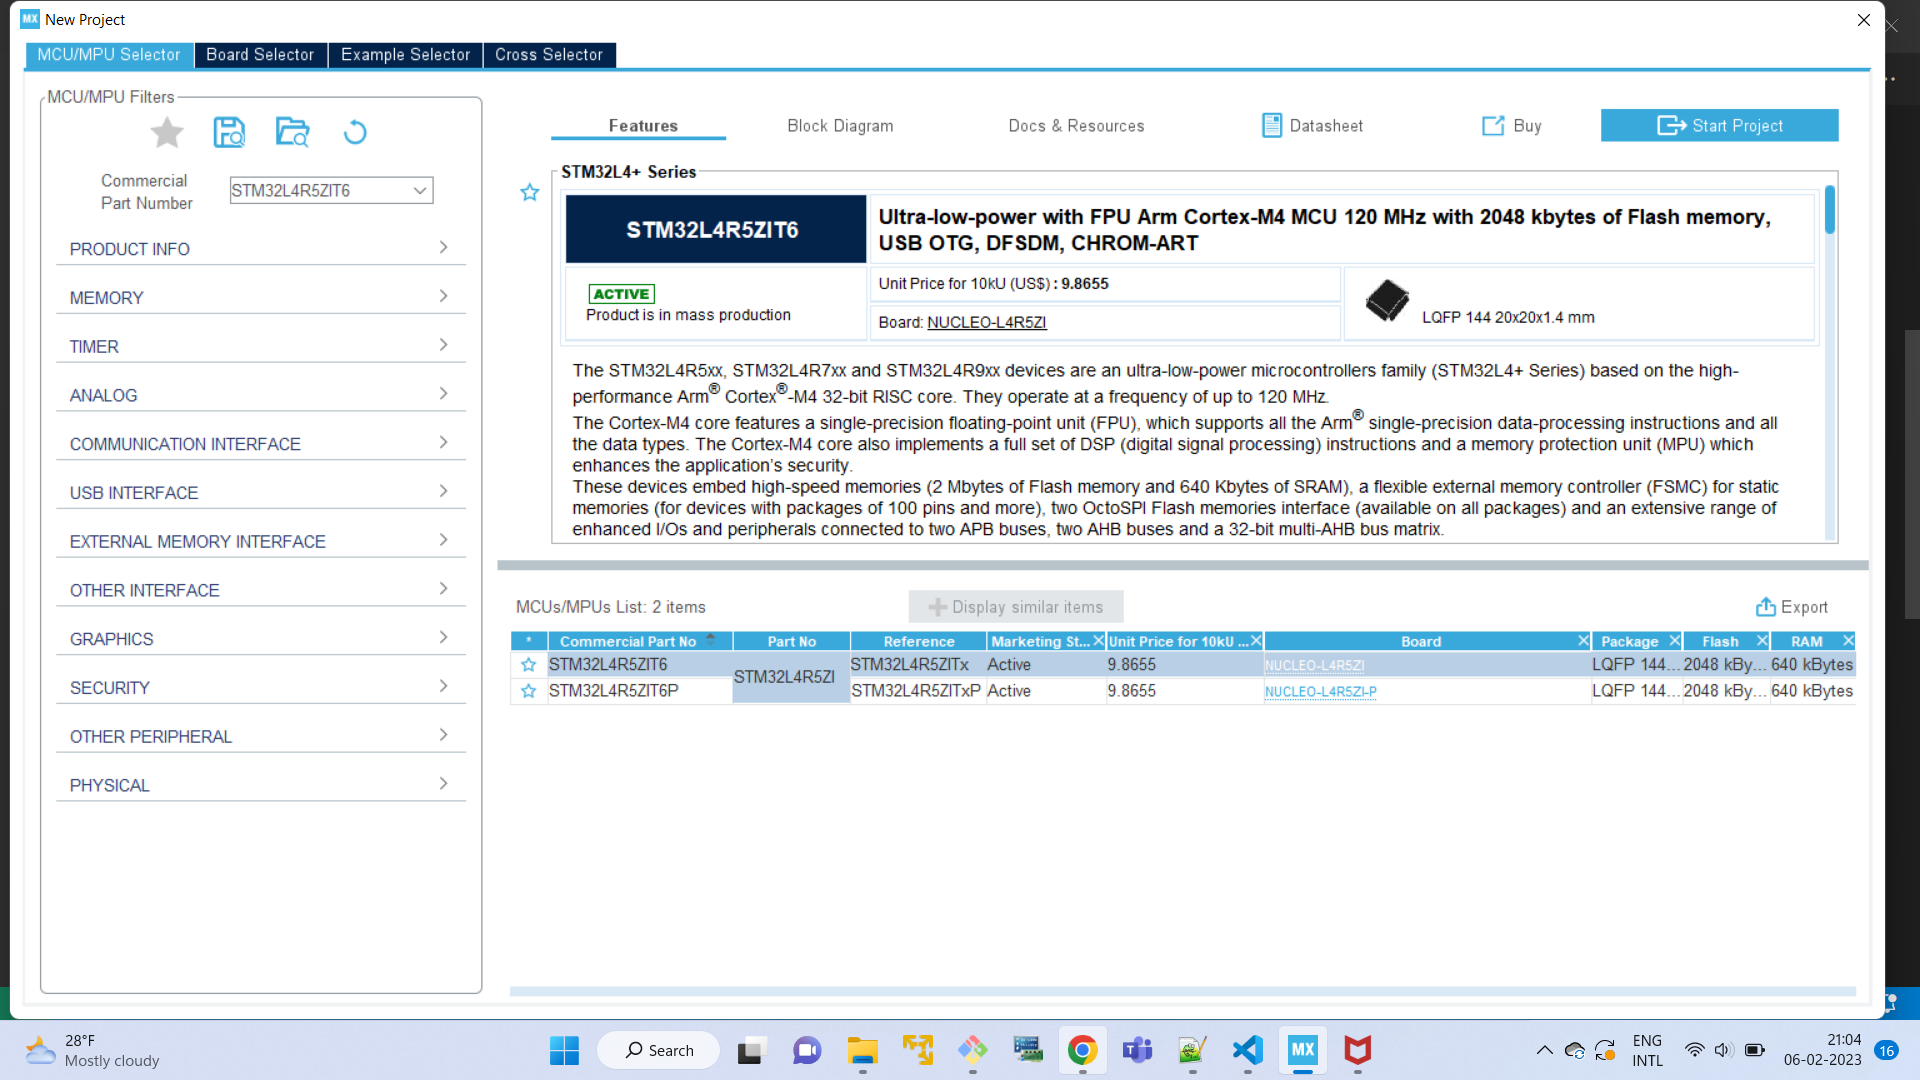 MX New Project
MCU/MPU Selector Board Selector Example Selector Cross Selector
MCU/MPU Filters
Commercial
Part Number
STM32L4R5ZIT6
PRODUCT INFO
MEMORY
TIMER
ANALOG
COMMUNICATION INTERFACE
USB INTERFACE
EXTERNAL MEMORY INTERFACE
OTHER INTERFACE
GRAPHICS
SECURITY
OTHER PERIPHERAL
PHYSICAL
Features Block Diagram Docs & Resources Datasheet Buy Start Project
STM32L4+ Series
STM32L4R5ZIT6
Ultra-low-power with FPU Arm Cortex-M4 MCU 120 MHz with 2048 kbytes of Flash memory,
USB OTG, DFSDM, CHROM-ART
ACTIVE
Product is in mass production
Unit Price for 10kU (US$) : 9.8655
Board: NUCLEO-L4R5ZI
LQFP 144 20x20x1.4 mm
The STM32L4R5xx, STM32L4R7xx and STM32L4R9xx devices are an ultra-low-power microcontrollers family (STM32L4+ Series) based on the high-
performance Arm® Cortex®-M4 32-bit RISC core. They operate at a frequency of up to 120 MHz.
The Cortex-M4 core features a single-precision floating-point unit (FPU), which supports all the Arm® single-precision data-processing instructions and all
the data types. The Cortex-M4 core also implements a full set of DSP (digital signal processing) instructions and a memory protection unit (MPU) which
enhances the application's security.
These devices embed high-speed memories (2 Mbytes of Flash memory and 640 Kbytes of SRAM), a flexible external memory controller (FSMC) for static
memories (for devices with packages of 100 pins and more), two OctoSPI Flash memories interface (available on all packages) and an extensive range of
enhanced I/Os and peripherals connected to two APB buses, two AHB buses and a 32-bit multi-AHB bus matrix.
MCUs/MPUs List: 2 items
Display similar items
Export
* Commercial Part No Part No Reference Marketing St... Unit Price for 10kU ... Board Package Flash RAM
STM32L4R5ZIT6 STM32L4R5ZI STM32L4R5ZITx Active 9.8655 NUCLEO-L4R5ZI LQFP 144... 2048 kBy... 640 kBytes
STM32L4R5ZIT6P STM32L4R5ZITxP Active 9.8655 NUCLEO-L4R5ZI-P LQFP 144... 2048 kBy... 640 kBytes
28°F
Mostly cloudy
Search
MX
ENG
INTL
21:04
06-02-2023
16